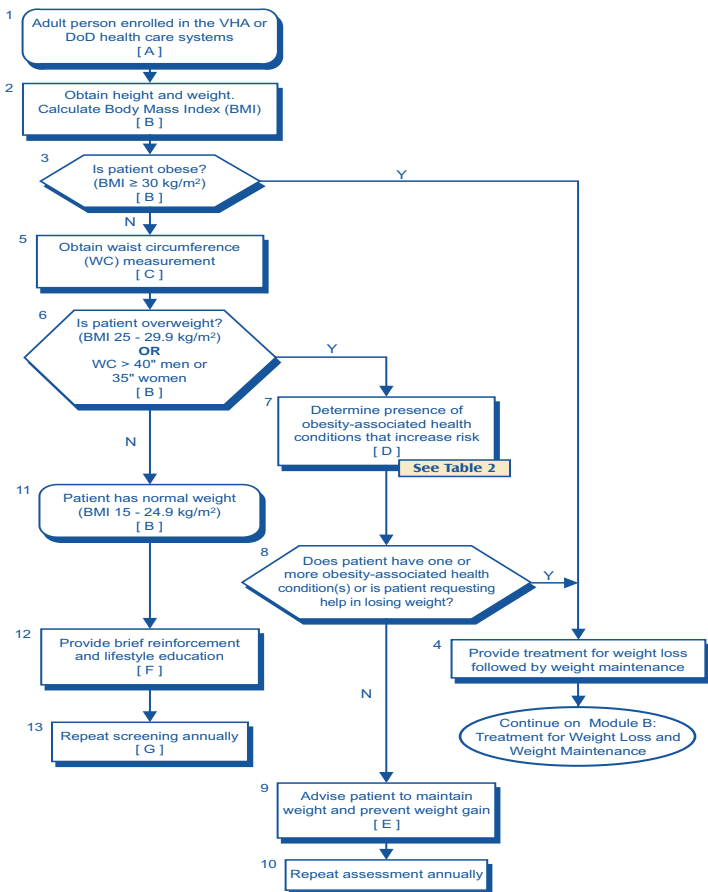 1
Adult person enrolled in the VHA or
DoD health care systems
[ A ]
2
Obtain height and weight.
Calculate Body Mass Index (BMI)
[ B ]
3
Is patient obese?
(BMI ≥ 30 kg/m²)
[ B ]
Y
N
5
Obtain waist circumference
(WC) measurement
[ C ]
6
Is patient overweight?
(BMI 25 - 29.9 kg/m²)
OR
WC > 40" men or
35" women
[ B ]
Y
N
7
Determine presence of
obesity-associated health
conditions that increase risk
[ D ]
See Table 2
11
Patient has normal weight
(BMI 15 - 24.9 kg/m²)
[ B ]
8
Does patient have one or
more obesity-associated health
condition(s) or is patient requesting
help in losing weight?
Y
N
12
Provide brief reinforcement
and lifestyle education
[ F ]
4
Provide treatment for weight loss
followed by weight maintenance
13
Repeat screening annually
[ G ]
Continue on Module B:
Treatment for Weight Loss and
Weight Maintenance
9
Advise patient to maintain
weight and prevent weight gain
[ E ]
10
Repeat assessment annually